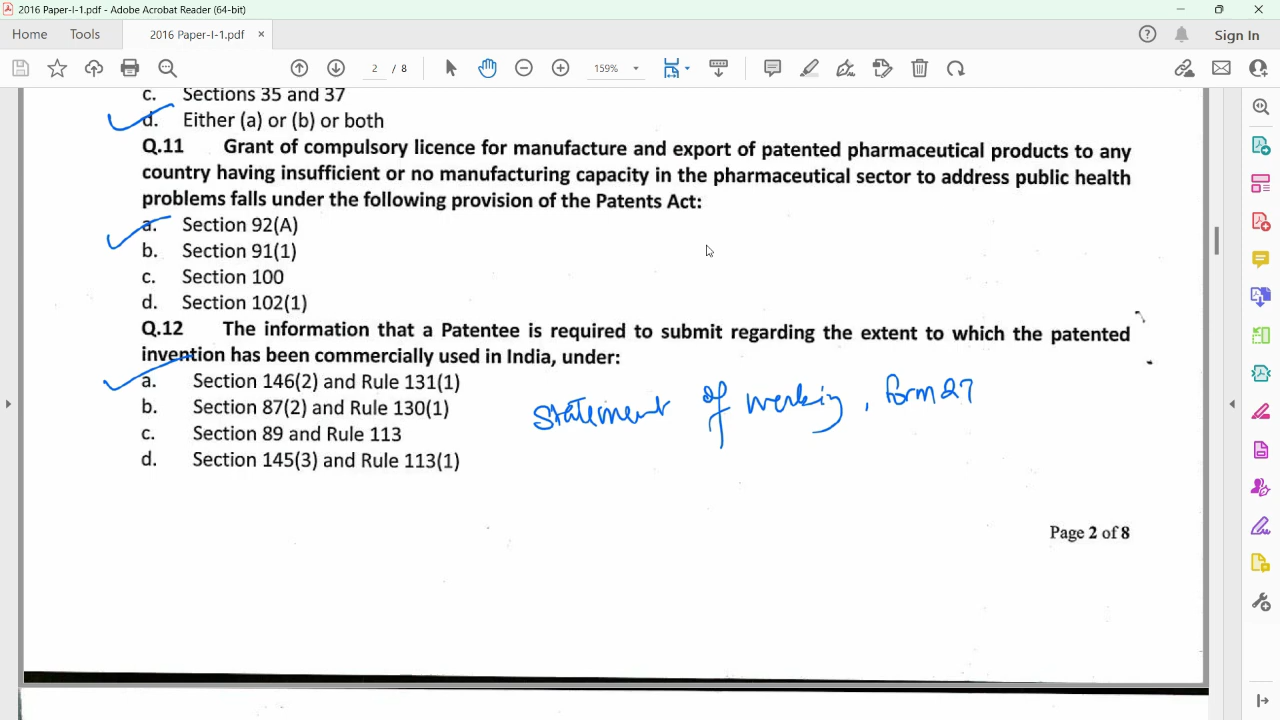 2016 Paper-I-1.pdf - Adobe Acrobat Reader (64-bit)
Home Tools 2016 Paper-I-1.pdf × Sign In
2 / 8 159%
c. Sections 35 and 37
d. Either (a) or (b) or both
Q.11 Grant of compulsory licence for manufacture and export of patented pharmaceutical products to any
country having insufficient or no manufacturing capacity in the pharmaceutical sector to address public health
problems falls under the following provision of the Patents Act:
a. Section 92(A)
b. Section 91(1)
c. Section 100
d. Section 102(1)
Q.12 The information that a Patentee is required to submit regarding the extent to which the patented
invention has been commercially used in India, under:
a. Section 146(2) and Rule 131(1)
b. Section 87(2) and Rule 130(1)
c. Section 89 and Rule 113
d. Section 145(3) and Rule 113(1)
Statement of working, form 27
Page 2 of 8